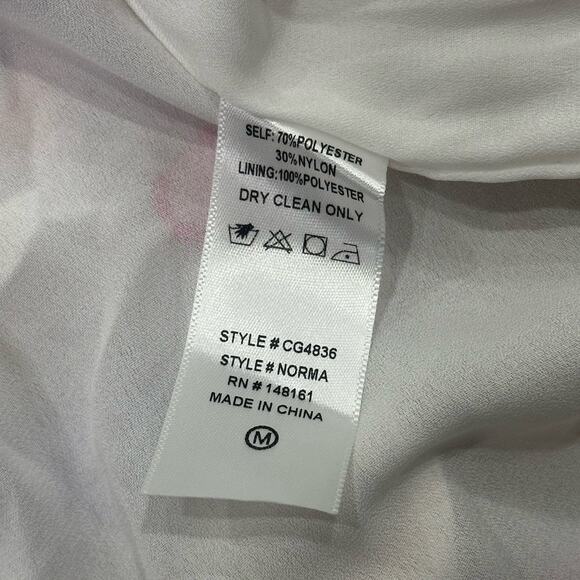 SELF: 70%POLYESTER
30%NYLON
LINING:100%POLYESTER
DRY CLEAN ONLY
STYLE # CG4836
STYLE # NORMA
RN # 148161
MADE IN CHINA
M